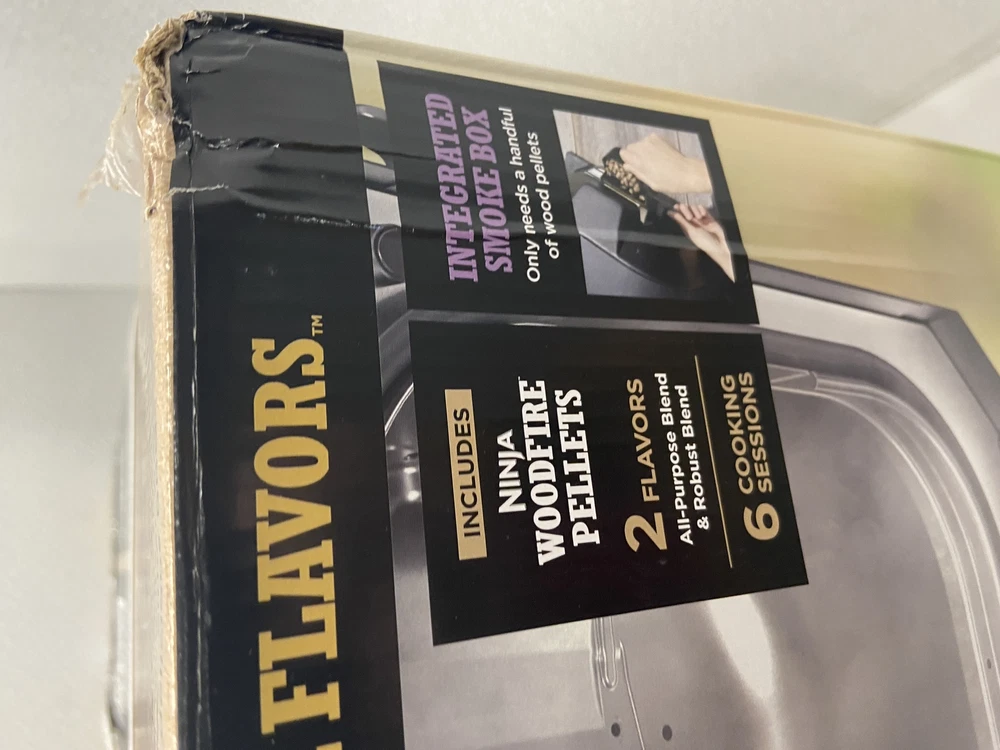 FLAVORS™
INTEGRATED
SMOKE BOX
Only needs a handful
of wood pellets
INCLUDES
NINJA
WOODFIRE™
PELLETS
2 FLAVORS
All-Purpose Blend
& Robust Blend
6 COOKING
SESSIONS